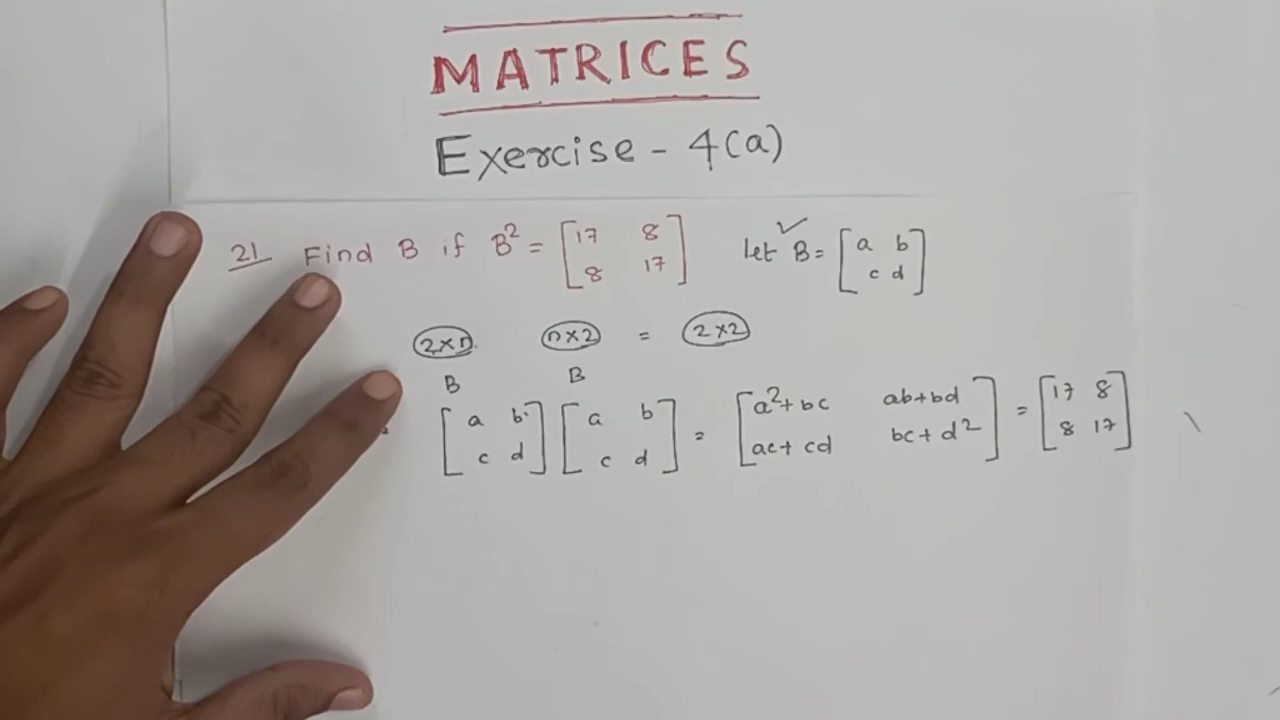 MATRICES
Exercise - 4(a)
21 Find B if B² = [17 8 let B = [a b
8 17] c d]
2×n n×2 = 2×2
B B
[a b [a b = [a²+bc ab+bd = [17 8
c d] c d] ac+cd bc+d²] 8 17]